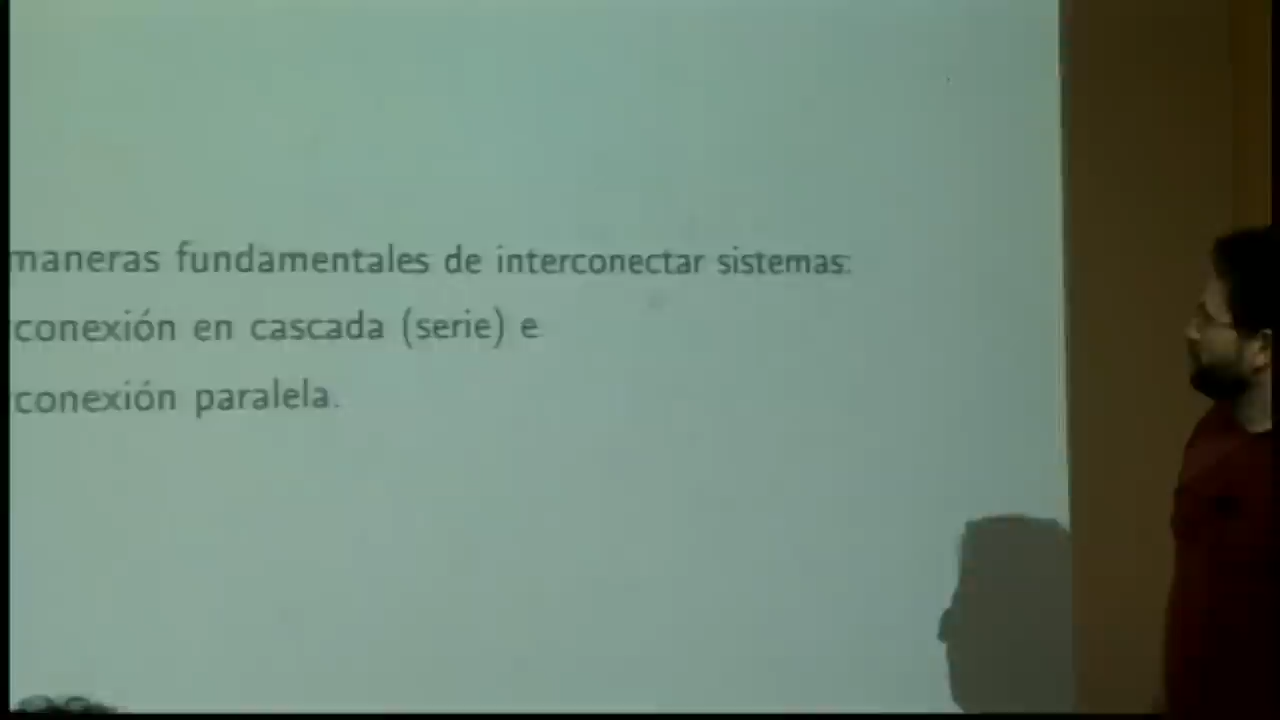 maneras fundamentales de interconectar sistemas:
conexión en cascada (serie) e
conexión paralela.